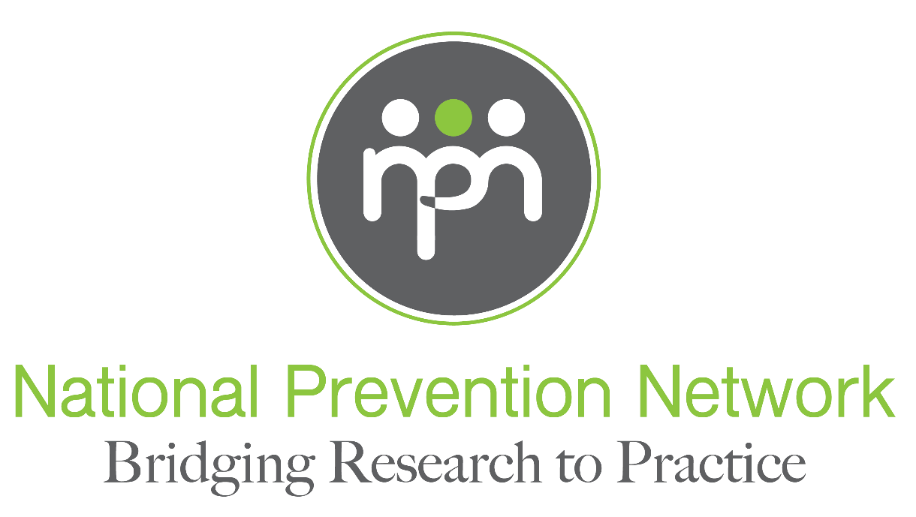 npn
National Prevention Network
Bridging Research to Practice